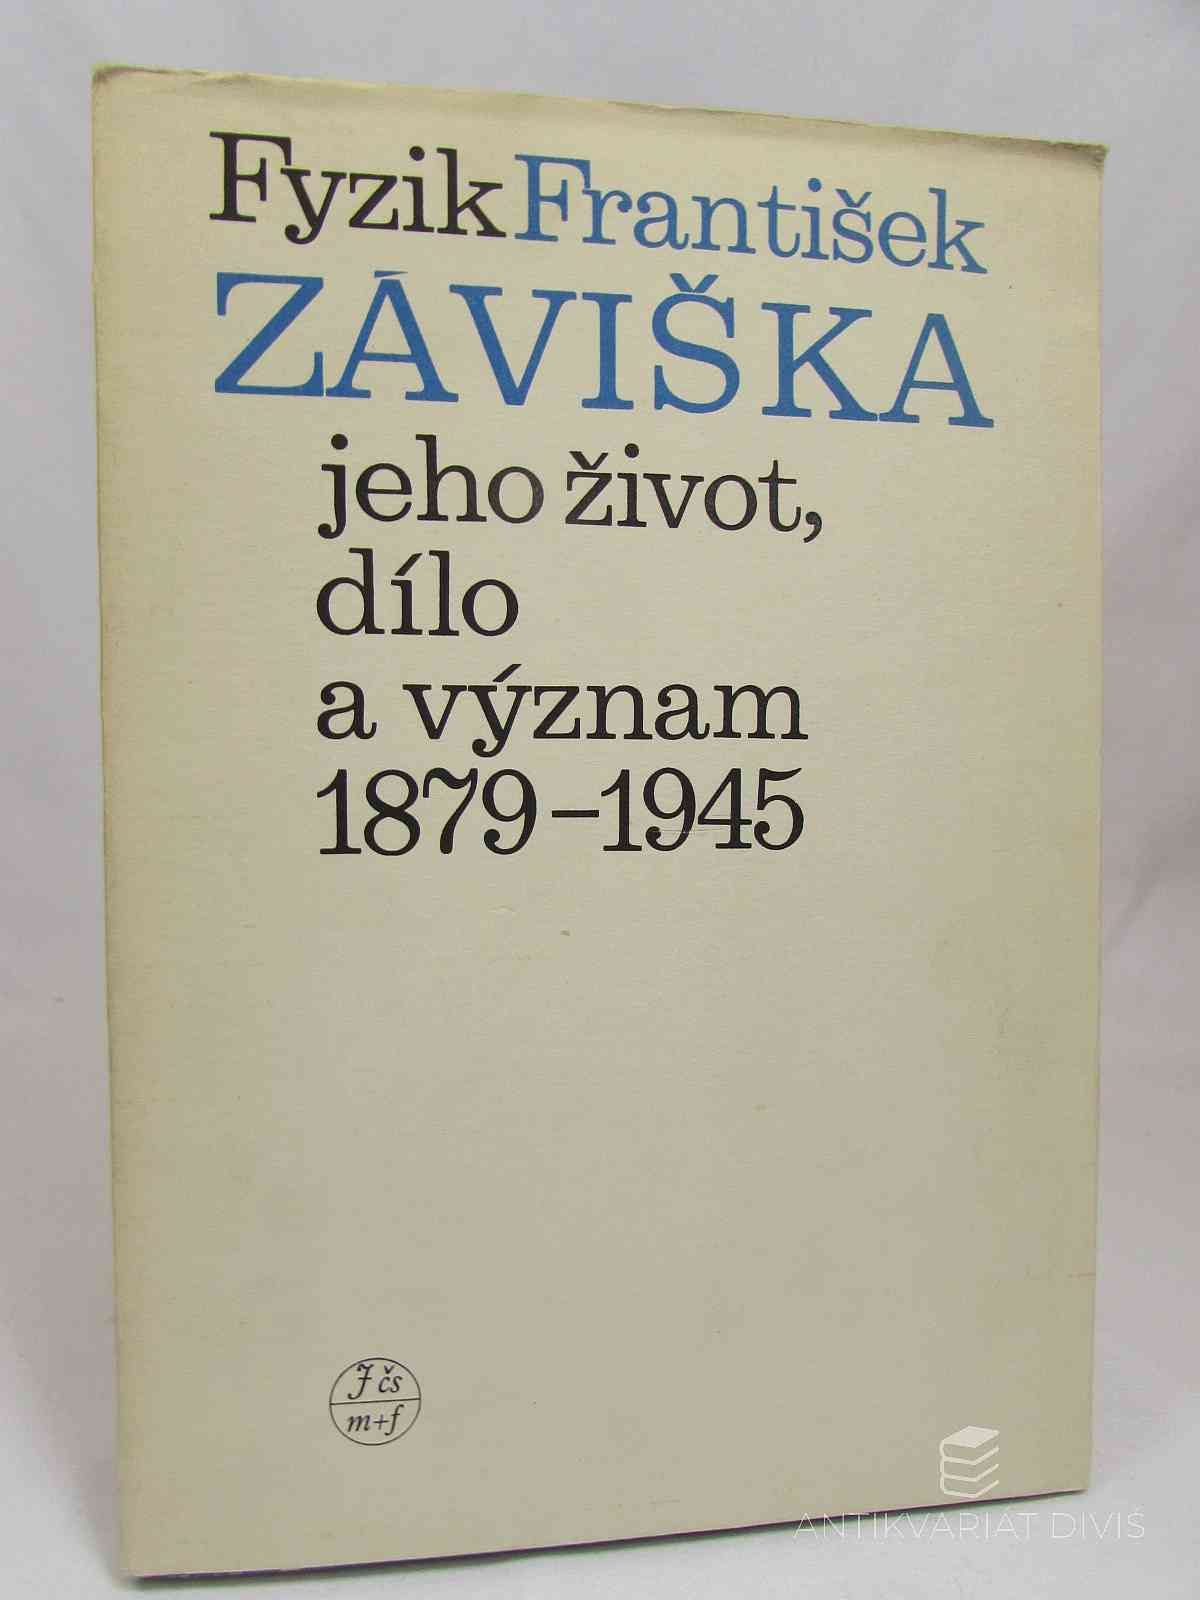 Fyzik František
ZÁVIŠKA
jeho život,
dílo
a význam
1879–1945
J čs
m+f
ANTIKVARIÁT DIVIŠ